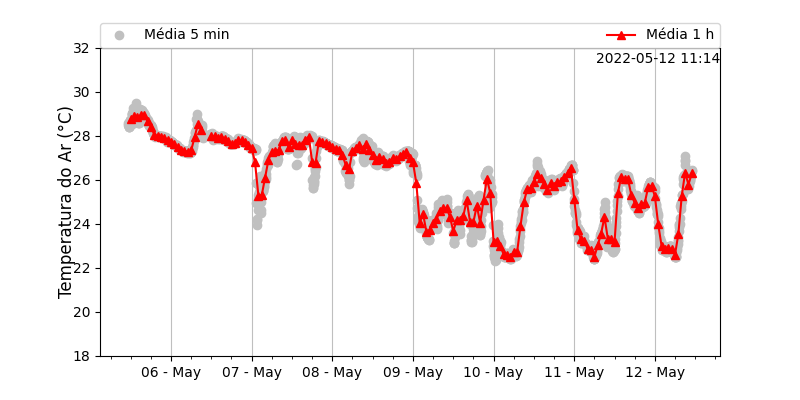 Média 5 min
Média 1 h
2022-05-12 11:14
Temperatura do Ar (°C)
32
30
28
26
24
22
20
18
06 - May
07 - May
08 - May
09 - May
10 - May
11 - May
12 - May